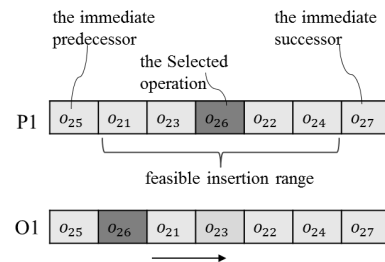 the immediate
predecessor
the Selected
operation
the immediate
successor
P1 o₂₅ o₂₁ o₂₃ o₂₆ o₂₂ o₂₄ o₂₇
feasible insertion range
O1 o₂₅ o₂₆ o₂₁ o₂₃ o₂₂ o₂₄ o₂₇